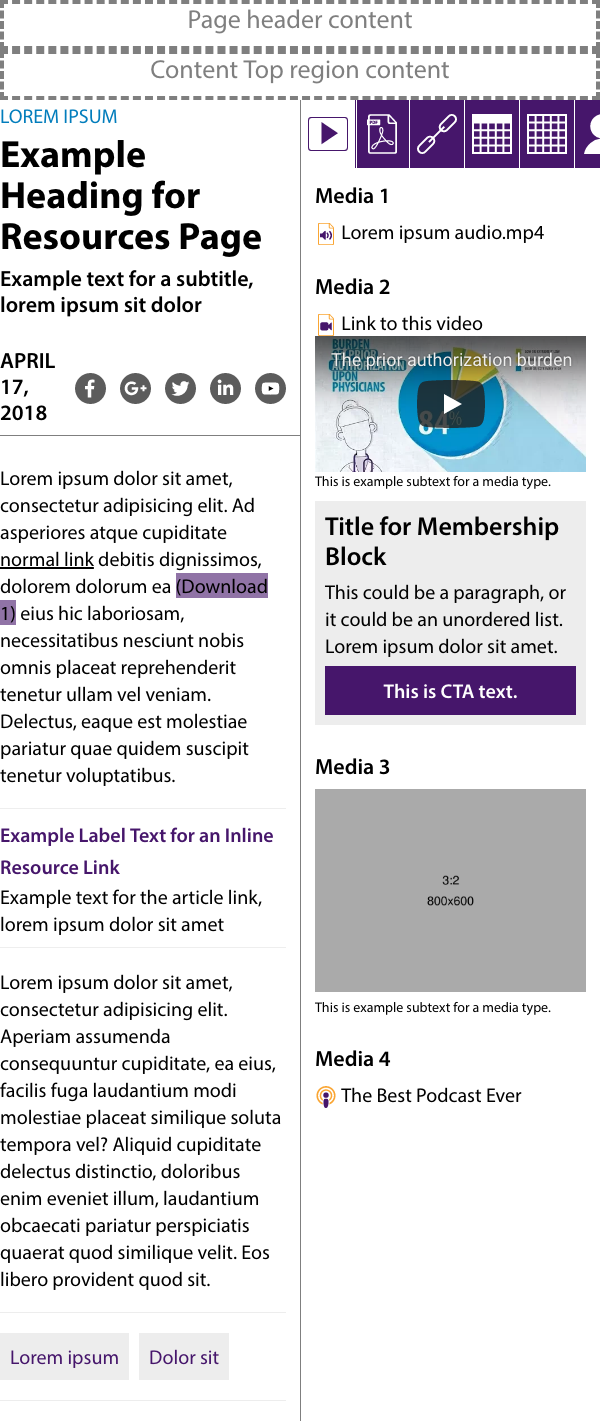 Page header content
Content Top region content
LOREM IPSUM
Example
Heading for
Resources Page
Example text for a subtitle,
lorem ipsum sit dolor
APRIL
17,
2018
Lorem ipsum dolor sit amet,
consectetur adipisicing elit. Ad
asperiores atque cupiditate
normal link debitis dignissimos,
dolorem dolorum ea (Download
1) eius hic laboriosam,
necessitatibus nesciunt nobis
omnis placeat reprehenderit
tenetur ullam vel veniam.
Delectus, eaque est molestiae
pariatur quae quidem suscipit
tenetur voluptatibus.
Example Label Text for an Inline
Resource Link
Example text for the article link,
lorem ipsum dolor sit amet
Lorem ipsum dolor sit amet,
consectetur adipisicing elit.
Aperiam assumenda
consequuntur cupiditate, ea eius,
facilis fuga laudantium modi
molestiae placeat similique soluta
tempora vel? Aliquid cupiditate
delectus distinctio, doloribus
enim eveniet illum, laudantium
obcaecati pariatur perspiciatis
quaerat quod similique velit. Eos
libero provident quod sit.
Lorem ipsum
Dolor sit
PDF
Media 1
Lorem ipsum audio.mp4
Media 2
Link to this video
The prior authorization burden
BURDEN
AUTHORIZATION
UPON
PHYSICIANS
84%
This is example subtext for a media type.
Title for Membership
Block
This could be a paragraph, or
it could be an unordered list.
Lorem ipsum dolor sit amet.
This is CTA text.
Media 3
3:2
800x600
This is example subtext for a media type.
Media 4
The Best Podcast Ever